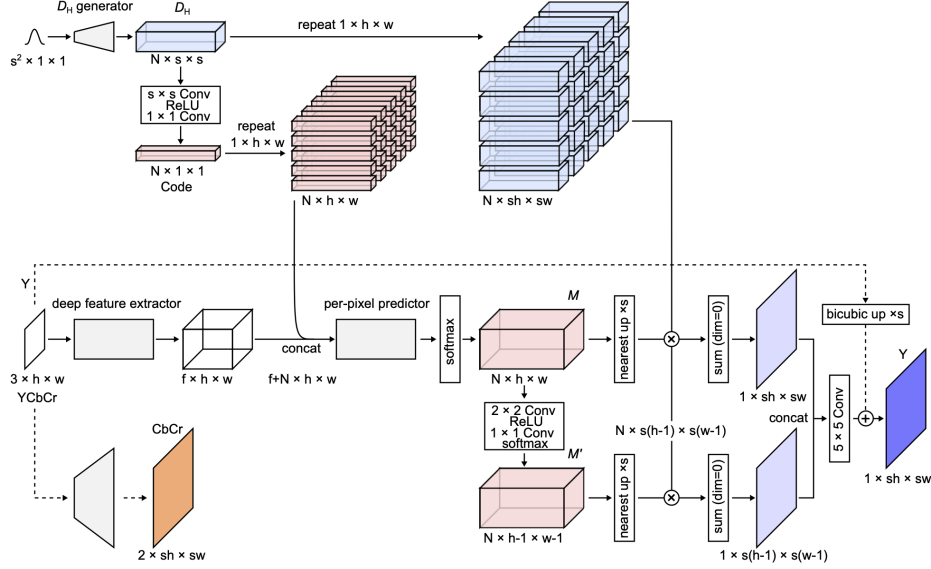 D_H generator
D_H
s² × 1 × 1
N × s × s
repeat 1 × h × w
s × s Conv
ReLU
1 × 1 Conv
repeat
1 × h × w
N × 1 × 1
Code
N × h × w
N × sh × sw
Y
deep feature extractor
per-pixel predictor
softmax
M
nearest up ×s
×
sum (dim=0)
bicubic up ×s
Y
3 × h × w
YCbCr
f × h × w
concat
f+N × h × w
N × h × w
1 × sh × sw
2 × 2 Conv
ReLU
1 × 1 Conv
softmax
N × s(h-1) × s(w-1)
concat
5 × 5 Conv
+
1 × sh × sw
CbCr
M'
nearest up ×s
×
sum (dim=0)
2 × sh × sw
N × h-1 × w-1
1 × s(h-1) × s(w-1)